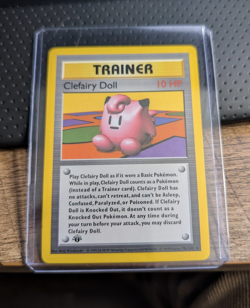 TRAINER
Clefairy Doll 10 HP
Play Clefairy Doll as if it were a Basic Pokémon.
While in play, Clefairy Doll counts as a Pokémon
(instead of a Trainer card). Clefairy Doll has
no attacks, can't retreat, and can't be Asleep,
Confused, Paralyzed, or Poisoned. If Clefairy
Doll is Knocked Out, it doesn't count as a
Knocked Out Pokémon. At any time during
your turn before your attack, you may discard
Clefairy Doll.